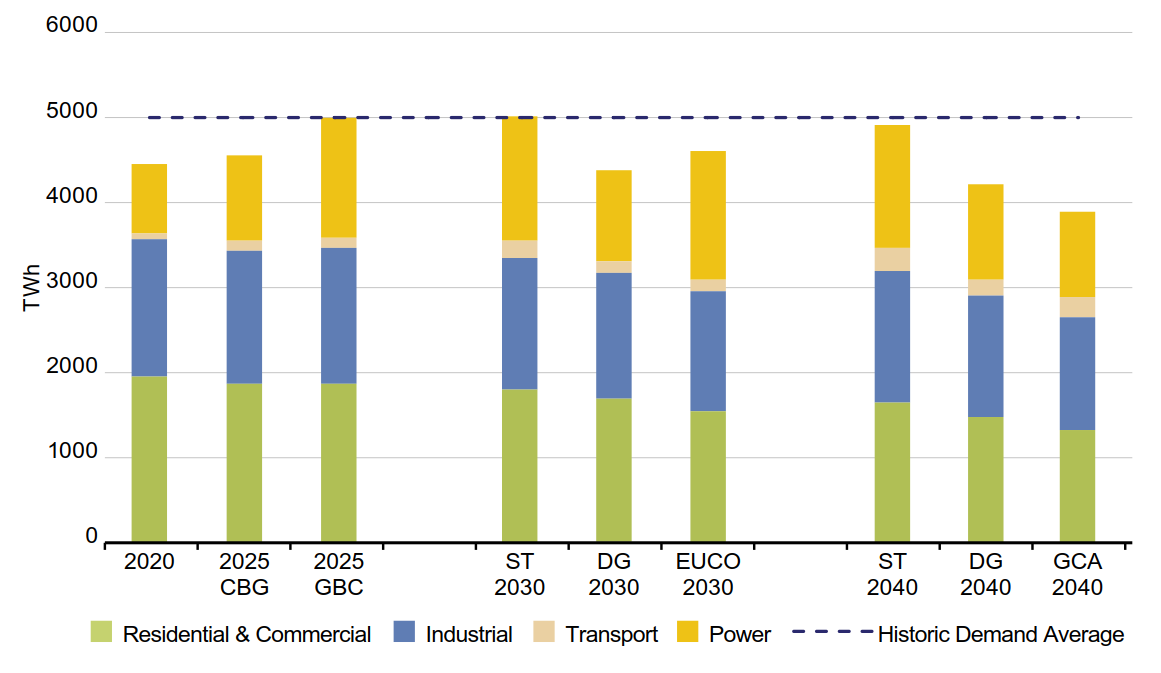 6000
5000
4000
3000
2000
1000
0
TWh
2020
2025 CBG
2025 GBC
ST 2030
DG 2030
EUCO 2030
ST 2040
DG 2040
GCA 2040
Residential & Commercial
Industrial
Transport
Power
Historic Demand Average